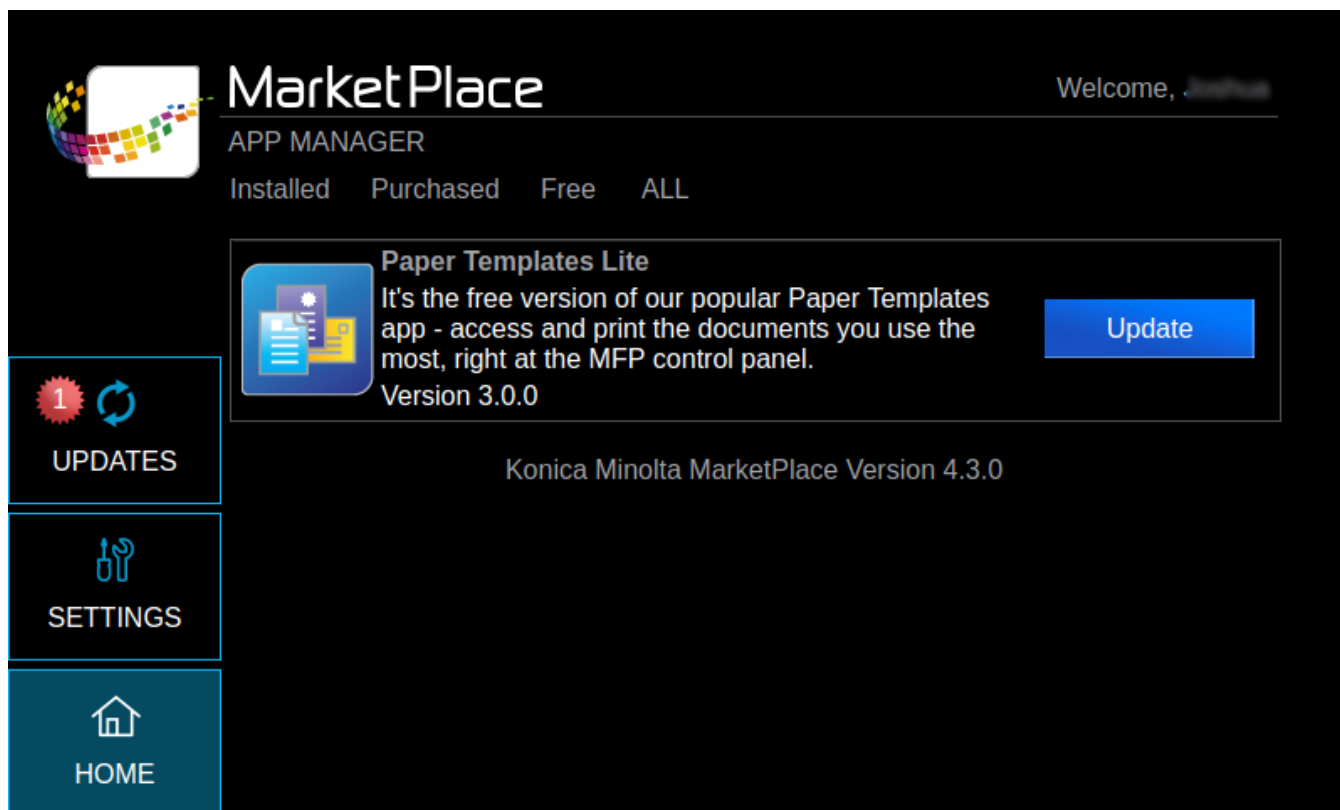 MarketPlace
Welcome,
APP MANAGER
Installed Purchased Free ALL
Paper Templates Lite
It's the free version of our popular Paper Templates
app - access and print the documents you use the
most, right at the MFP control panel.
Version 3.0.0
Update
1
UPDATES
Konica Minolta MarketPlace Version 4.3.0
SETTINGS
HOME